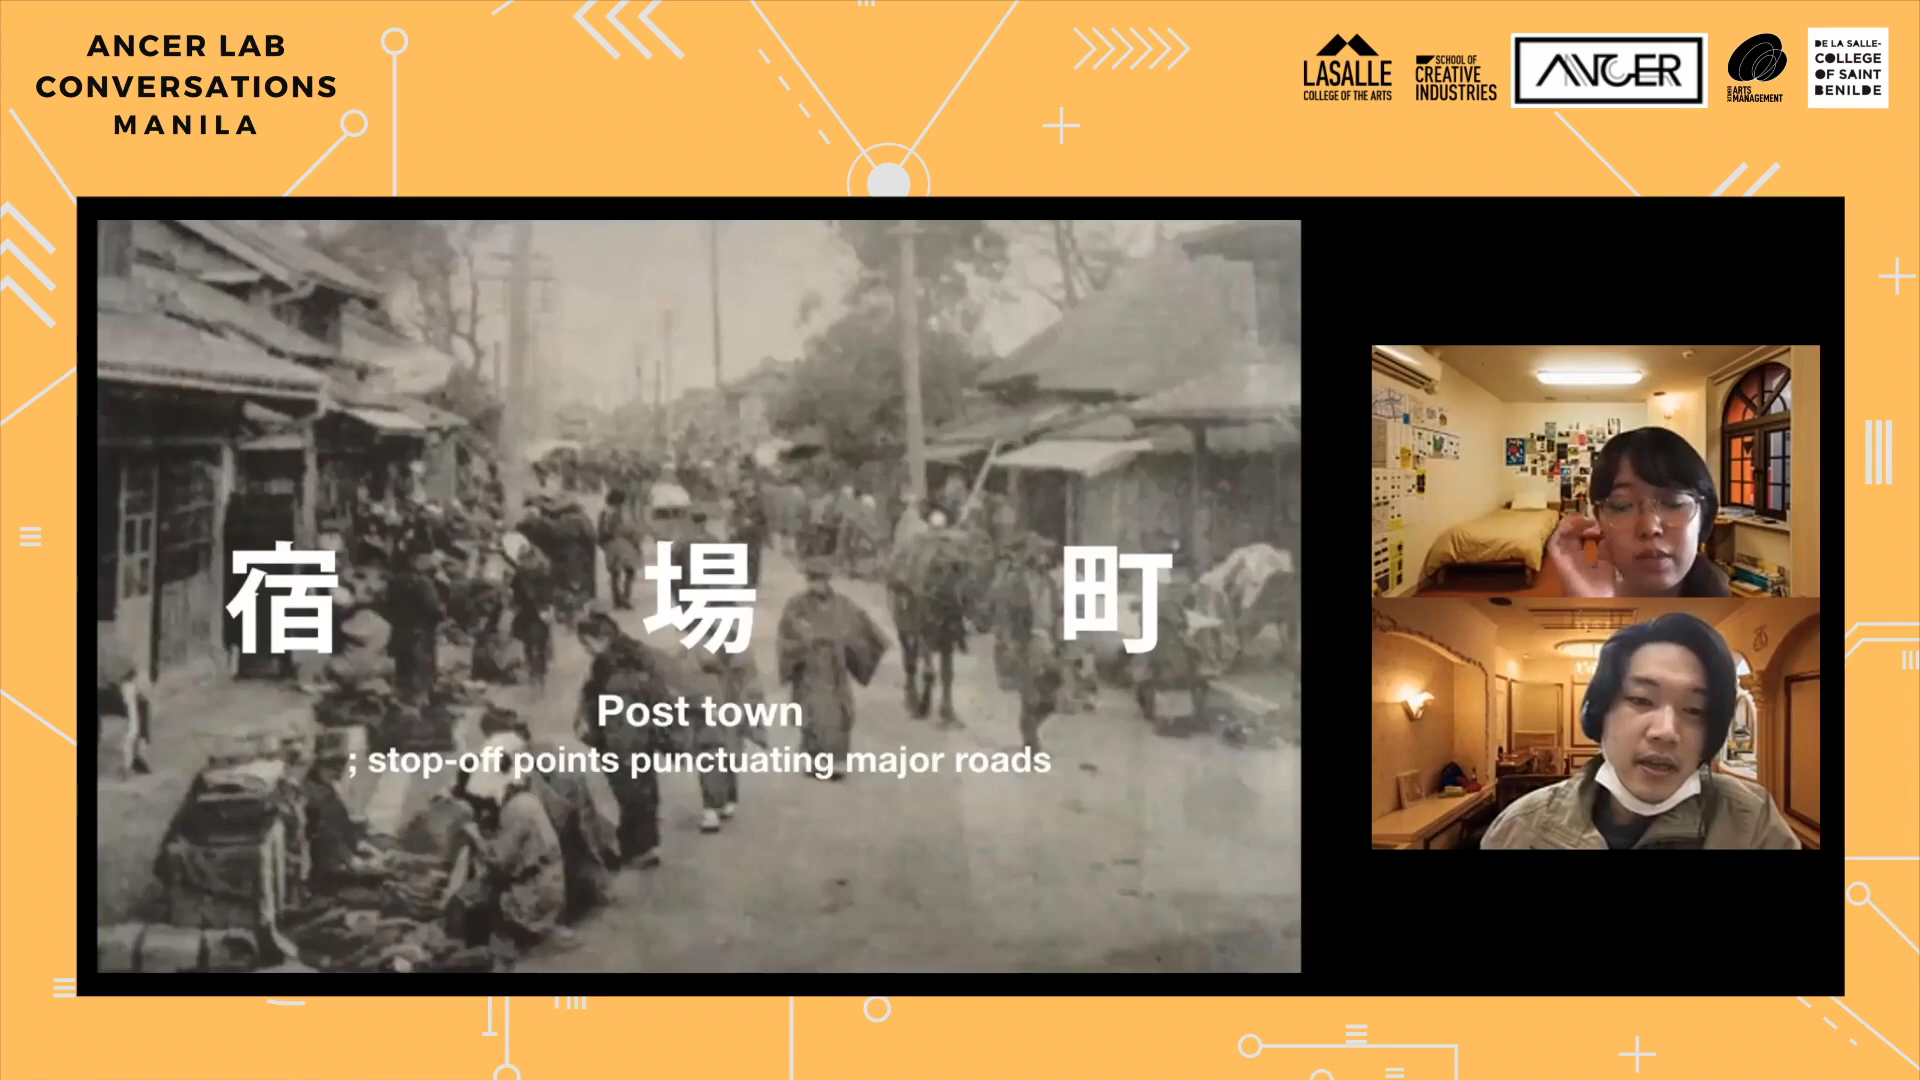 ANCER LAB
CONVERSATIONS
MANILA
LASALLE
COLLEGE OF THE ARTS
SCHOOL OF
CREATIVE
INDUSTRIES
ANCER
ARTS
MANAGEMENT
DE LA SALLE-
COLLEGE
OF SAINT
BENILDE
宿場町
Post town
; stop-off points punctuating major roads